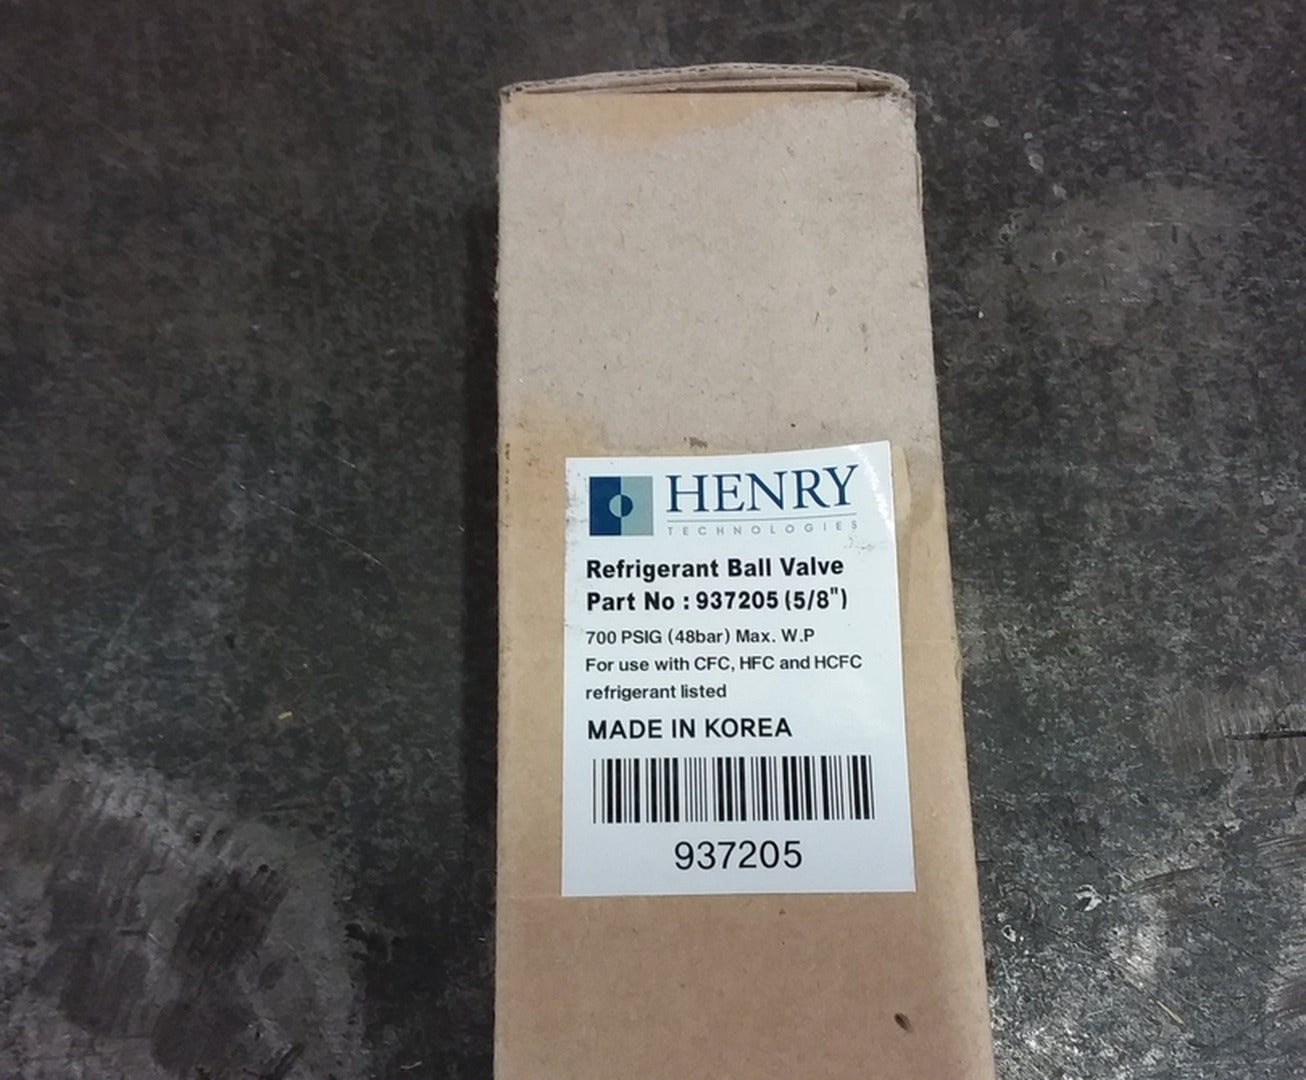 HENRY
TECHNOLOGIES
Refrigerant Ball Valve
Part No : 937205 (5/8")
700 PSIG (48bar) Max. W.P
For use with CFC, HFC and HCFC
refrigerant listed
MADE IN KOREA
937205